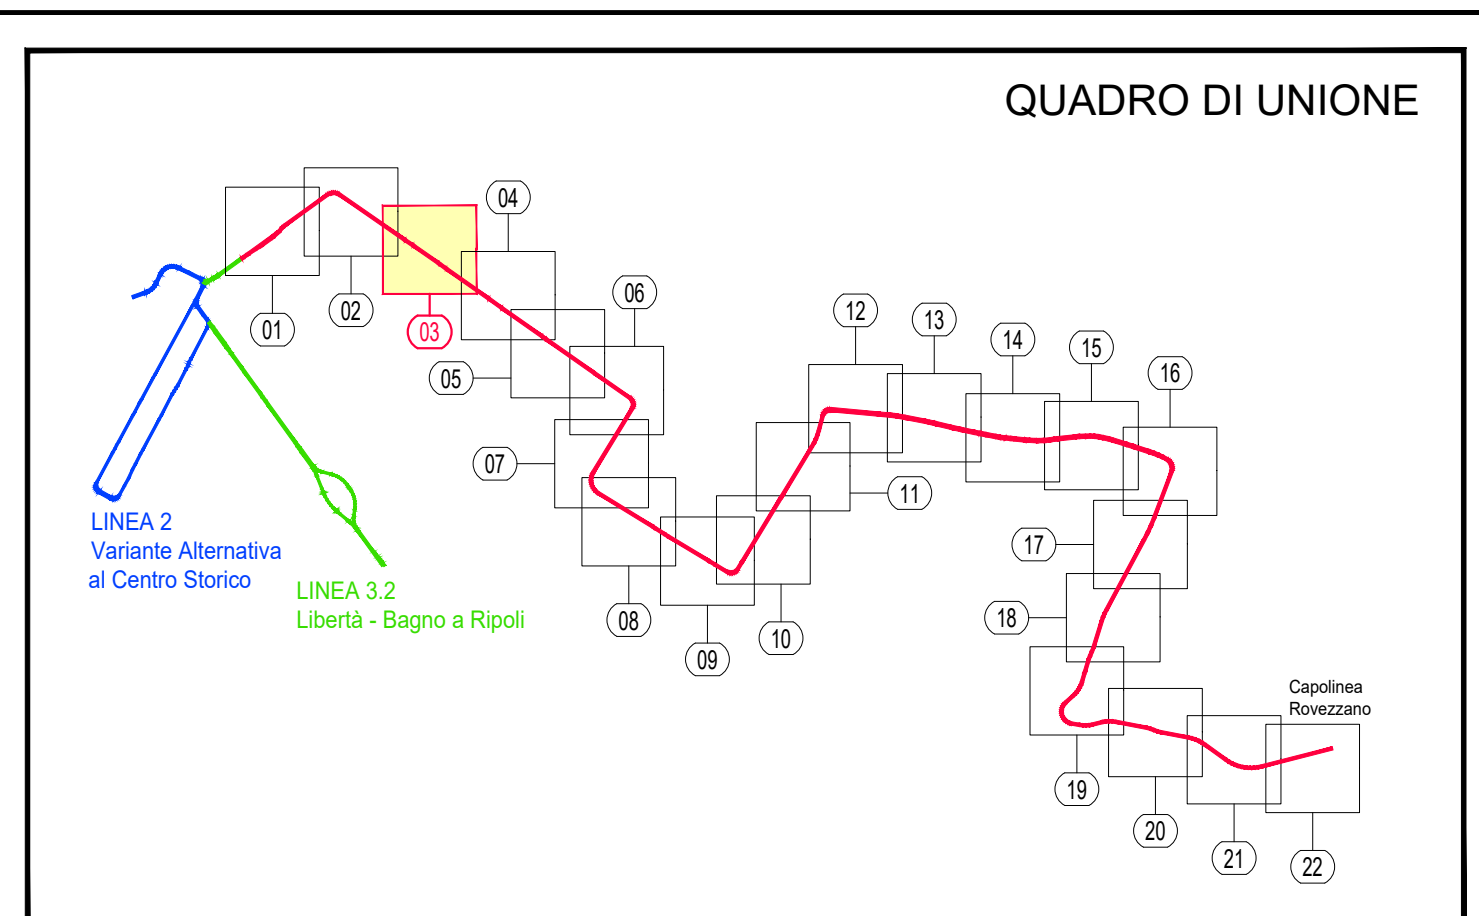 QUADRO DI UNIONE
01
02
03
04
05
06
07
08
09
10
11
12
13
14
15
16
17
18
19
20
21
22
LINEA 2
Variante Alternativa
al Centro Storico
LINEA 3.2
Libertà - Bagno a Ripoli
Capolinea
Rovezzano